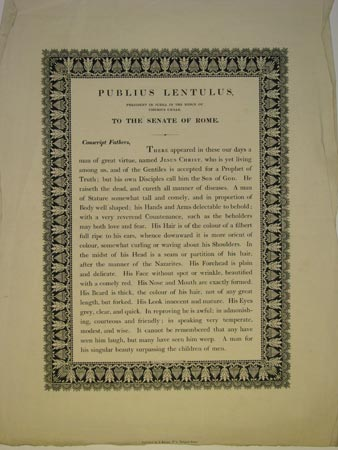 PUBLIUS LENTULUS,
PRESIDENT IN JUDEA IN THE REIGN OF
TIBERIUS CÆSAR,
TO THE SENATE OF ROME.
Conscript Fathers,
THERE appeared in these our days a
man of great virtue, named JESUS CHRIST, who is yet living
among us, and of the Gentiles is accepted for a Prophet of
Truth; but his own Disciples call him the Son of GOD. He
raiseth the dead, and cureth all manner of diseases. A man
of Stature somewhat tall and comely, and in proportion of
Body well shaped; his Hands and Arms delectable to behold;
with a very reverend Countenance, such as the beholders
may both love and fear. His Hair is of the colour of a filbert
full ripe to his ears, whence downward it is more orient of
colour, somewhat curling or waving about his Shoulders. In
the midst of his Head is a seam or partition of his hair,
after the manner of the Nazarites. His Forehead is plain
and delicate. His Face without spot or wrinkle, beautified
with a comely red. His Nose and Mouth are exactly formed.
His Beard is thick, the colour of his hair, not of any great
length, but forked. His Look innocent and mature. His Eyes
grey, clear, and quick. In reproving he is awful; in admonish-
ing, courteous and friendly: in speaking very temperate,
modest, and wise. It cannot be remembered that any have
seen him laugh, but many have seen him weep. A man for
his singular beauty surpassing the children of men.